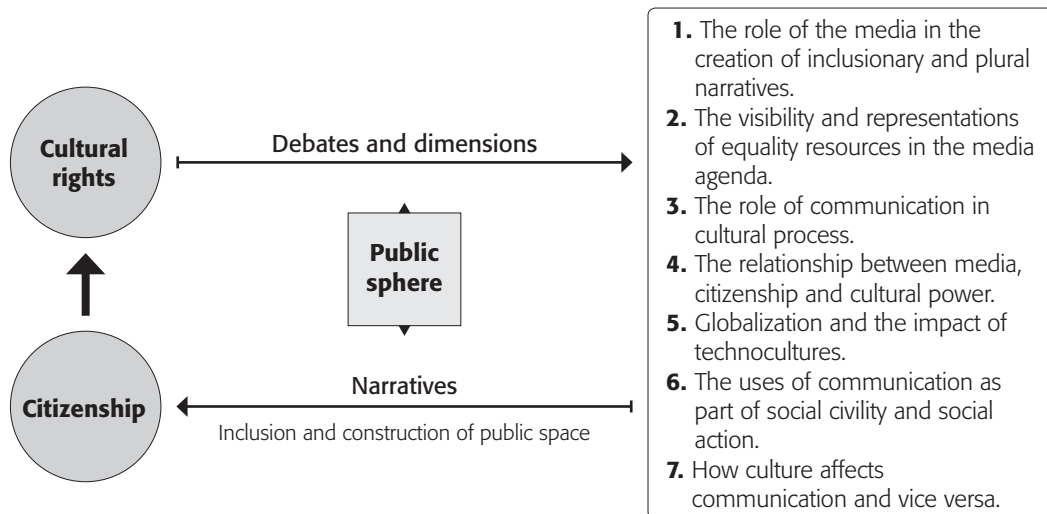 Cultural
rights
Debates and dimensions
Public
sphere
Citizenship
Narratives
Inclusion and construction of public space
1. The role of the media in the
creation of inclusionary and plural
narratives.
2. The visibility and representations
of equality resources in the media
agenda.
3. The role of communication in
cultural process.
4. The relationship between media,
citizenship and cultural power.
5. Globalization and the impact of
technocultures.
6. The uses of communication as
part of social civility and social
action.
7. How culture affects
communication and vice versa.